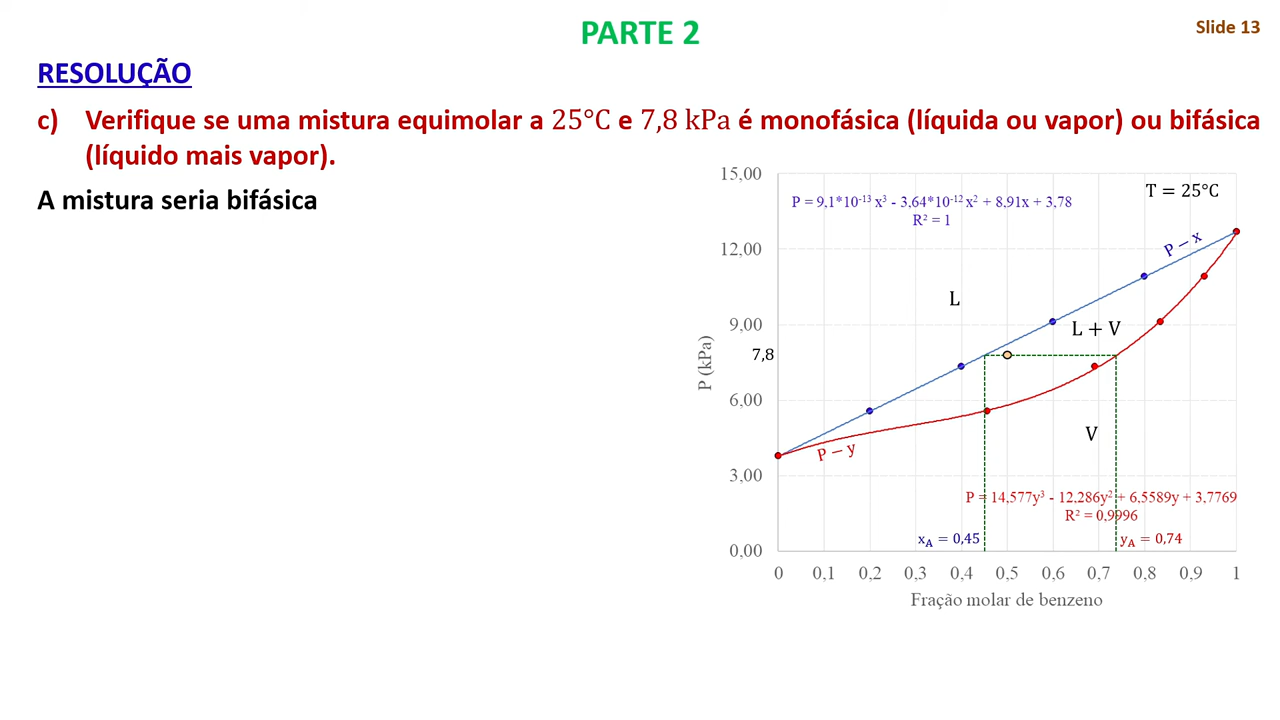 PARTE 2
Slide 13
RESOLUÇÃO
c) Verifique se uma mistura equimolar a 25°C e 7,8 kPa é monofásica (líquida ou vapor) ou bifásica
(líquido mais vapor).
A mistura seria bifásica
15,00
T = 25°C
P = 9,1*10⁻¹³ x³ - 3,64*10⁻¹² x² + 8,91x + 3,78
R² = 1
12,00
P − x
L
9,00
L + V
7,8
P (kPa)
6,00
V
P − y
3,00
P = 14,577y³ - 12,286y² + 6,5589y + 3,7769
R² = 0,9996
x_A = 0,45
y_A = 0,74
0,00
0 0,1 0,2 0,3 0,4 0,5 0,6 0,7 0,8 0,9 1
Fração molar de benzeno